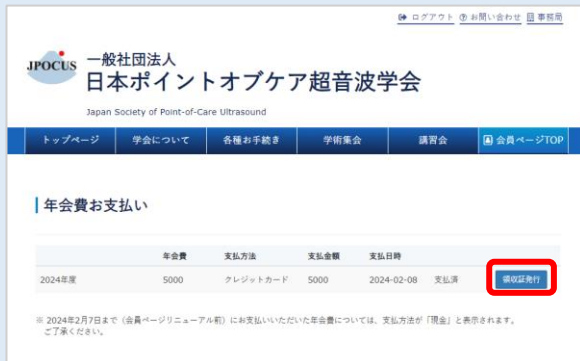 ログアウト お問い合わせ 事務局
JPOCUS 一般社団法人
日本ポイントオブケア超音波学会
Japan Society of Point-of-Care Ultrasound
トップページ 学会について 各種お手続き 学術集会 講習会 会員ページTOP
年会費お支払い
年会費 支払方法 支払金額 支払日時
2024年度 5000 クレジットカード 5000 2024-02-08 支払済 領収証発行
※ 2024年2月7日まで（会員ページリニューアル前）にお支払いいただいた年会費については、支払方法が「現金」と表示されます。
ご了承ください。